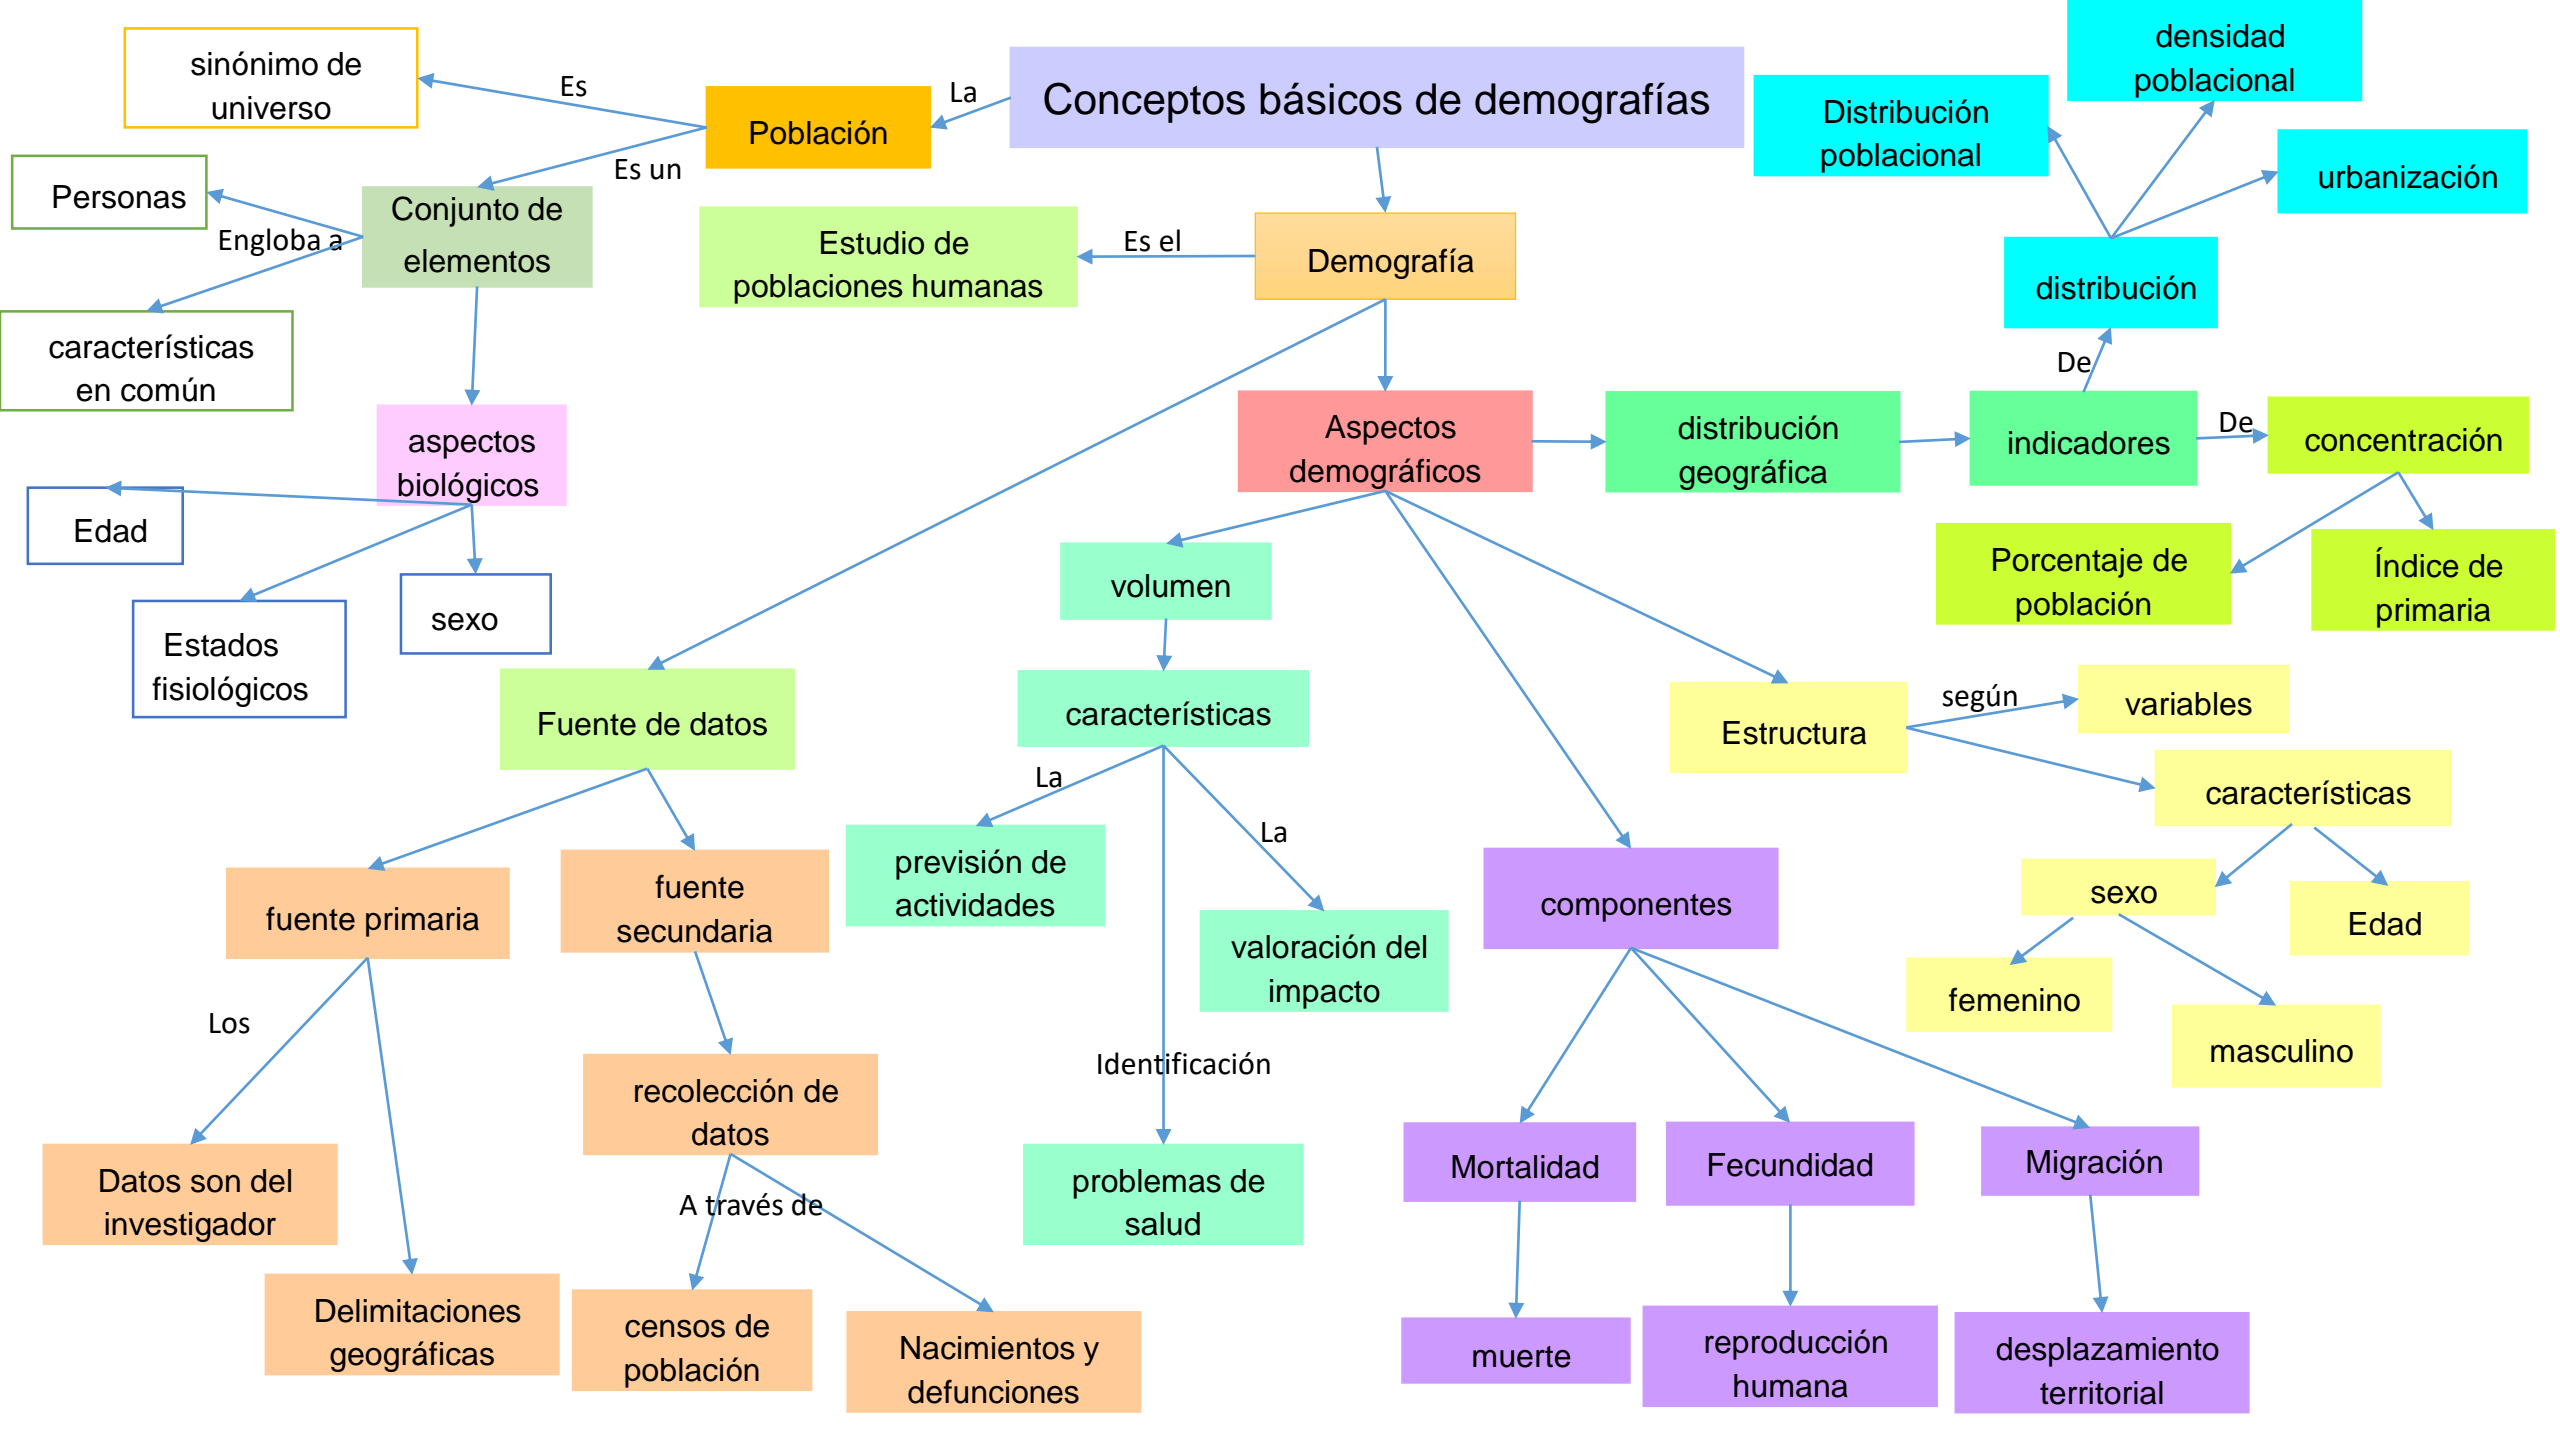 Conceptos básicos de demografías
La
Población
Es
sinónimo de
universo
Es un
Conjunto de
elementos
Engloba a
Personas
características
en común
aspectos
biológicos
Edad
Estados
fisiológicos
sexo
Demografía
Es el
Estudio de
poblaciones humanas
Fuente de datos
fuente primaria
Los
Datos son del
investigador
Delimitaciones
geográficas
fuente
secundaria
recolección de
datos
A través de
censos de
población
Nacimientos y
defunciones
Aspectos
demográficos
volumen
características
La
previsión de
actividades
Identificación
problemas de
salud
La
valoración del
impacto
componentes
Mortalidad
muerte
Fecundidad
reproducción
humana
Migración
desplazamiento
territorial
Estructura
según
variables
características
sexo
femenino
masculino
Edad
distribución
geográfica
indicadores
De
distribución
Distribución
poblacional
densidad
poblacional
urbanización
De
concentración
Porcentaje de
población
Índice de
primaria